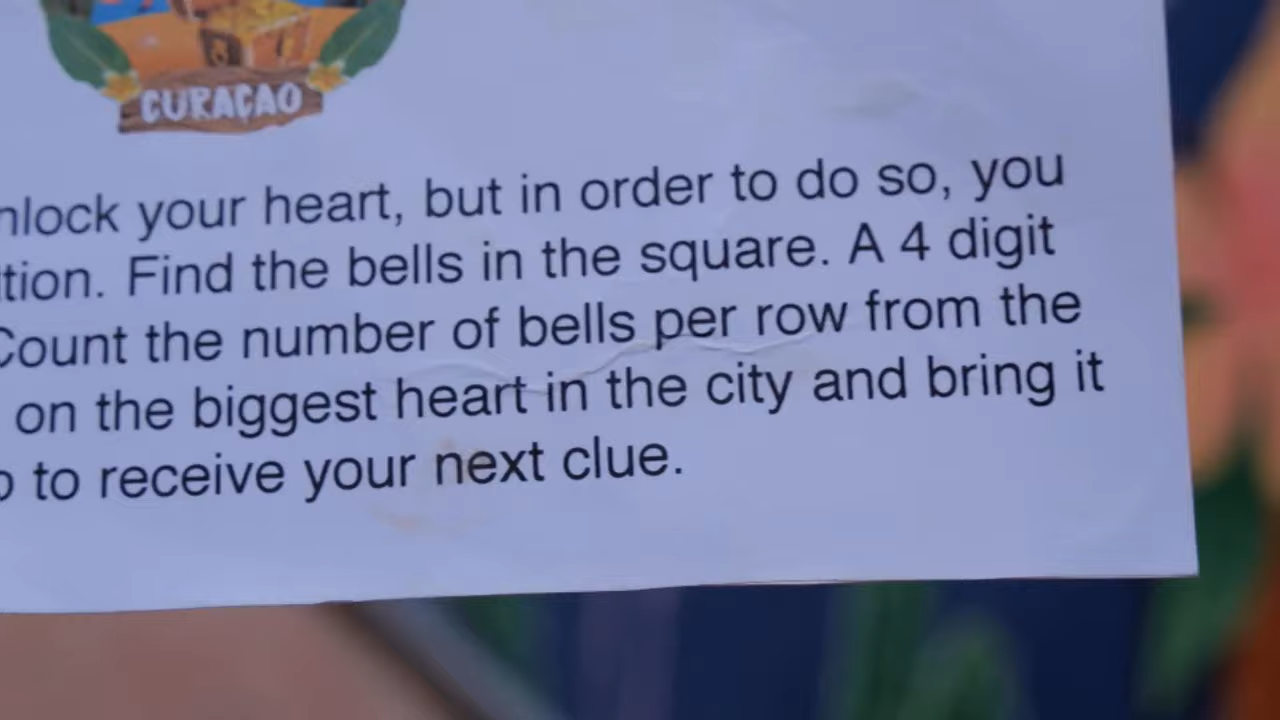 CURAÇAO
nlock your heart, but in order to do so, you
tion. Find the bells in the square. A 4 digit
Count the number of bells per row from the
on the biggest heart in the city and bring it
to receive your next clue.